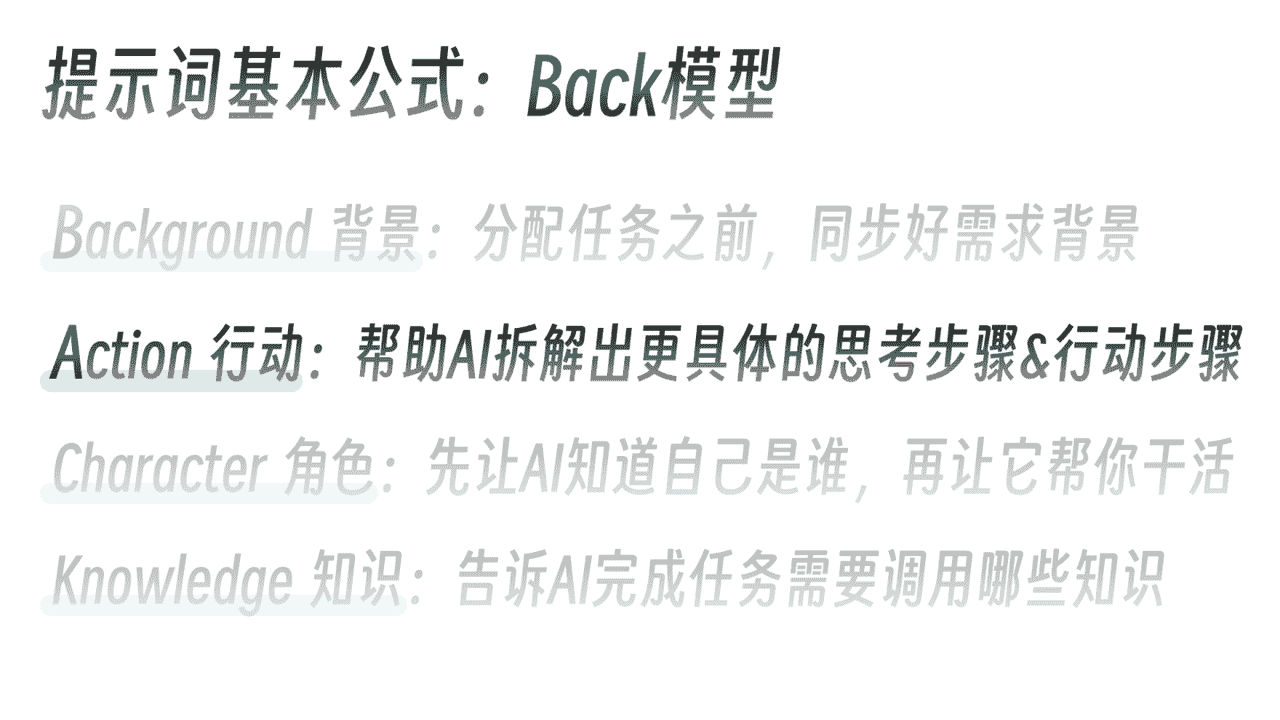 提示词基本公式：Back模型
Background 背景：分配任务之前，同步好需求背景
Action 行动：帮助AI拆解出更具体的思考步骤&行动步骤
Character 角色：先让AI知道自己是谁，再让它帮你干活
Knowledge 知识：告诉AI完成任务需要调用哪些知识